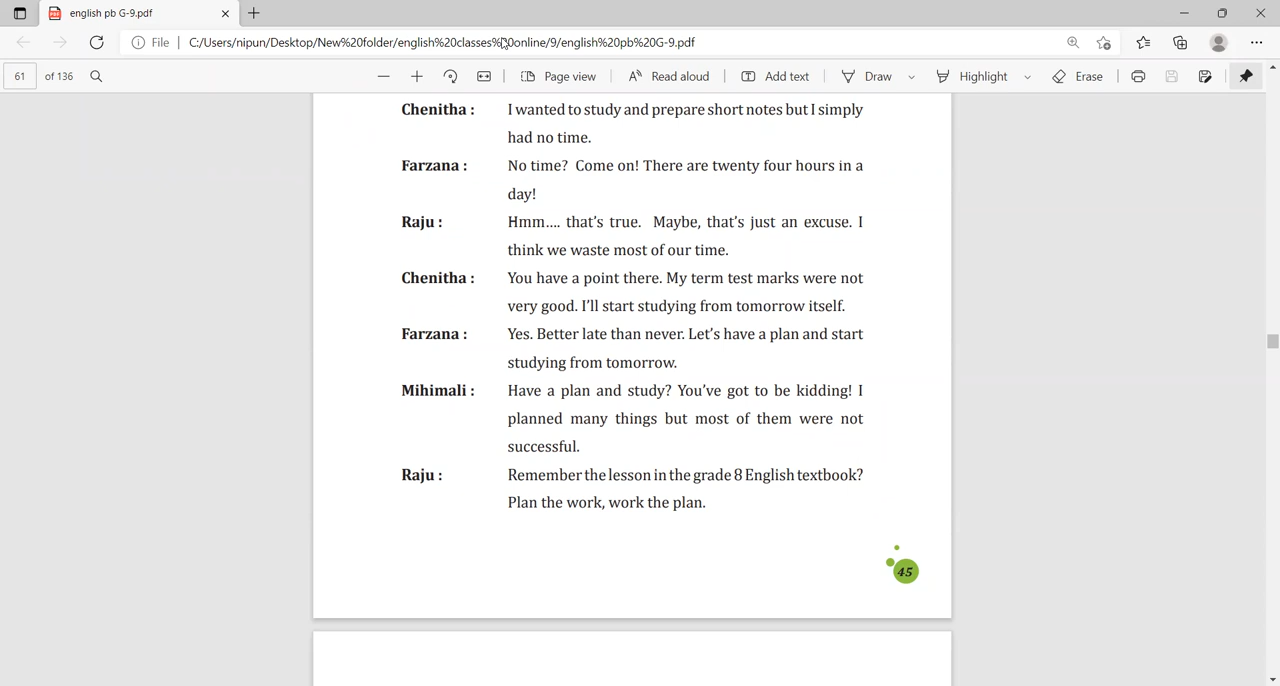 english pb G-9.pdf
File | C:/Users/nipun/Desktop/New%20folder/english%20classes%20online/9/english%20pb%20G-9.pdf
61 of 136 Page view Read aloud Add text Draw Highlight Erase
Chenitha : I wanted to study and prepare short notes but I simply
had no time.
Farzana : No time? Come on! There are twenty four hours in a
day!
Raju : Hmm.... that's true. Maybe, that's just an excuse. I
think we waste most of our time.
Chenitha : You have a point there. My term test marks were not
very good. I'll start studying from tomorrow itself.
Farzana : Yes. Better late than never. Let's have a plan and start
studying from tomorrow.
Mihimali : Have a plan and study? You've got to be kidding! I
planned many things but most of them were not
successful.
Raju : Remember the lesson in the grade 8 English textbook?
Plan the work, work the plan.
45